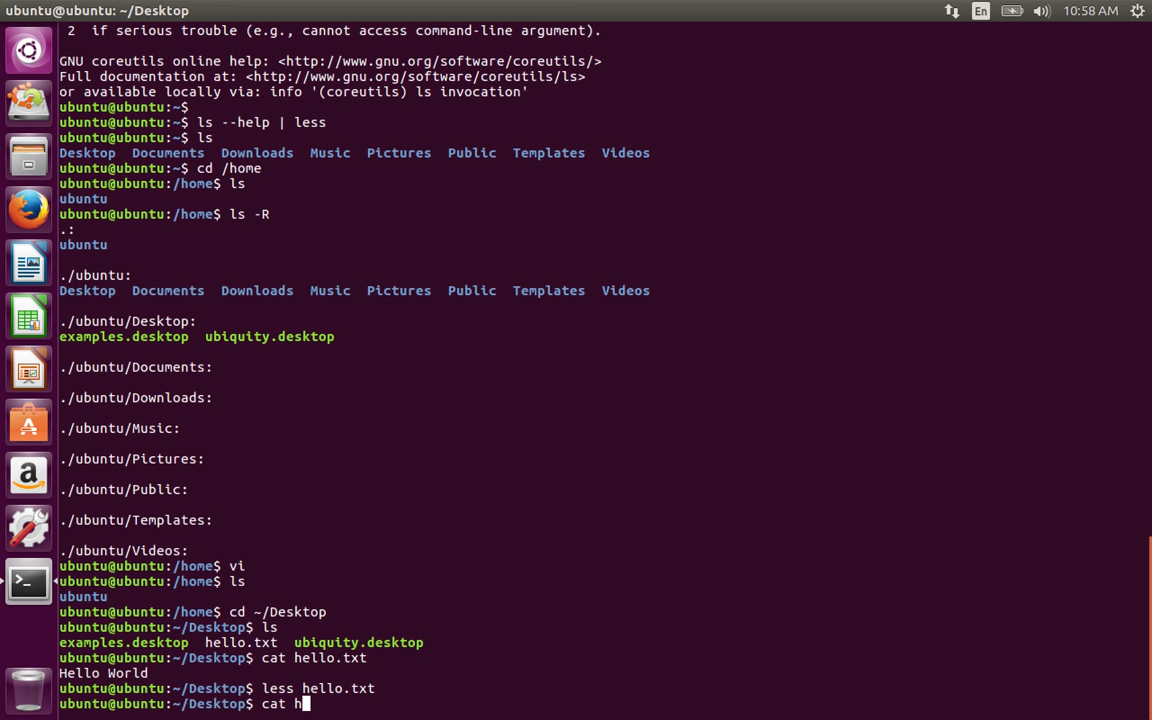 ubuntu@ubuntu: ~/Desktop
En
10:58 AM
 2  if serious trouble (e.g., cannot access command-line argument).
GNU coreutils online help: <http://www.gnu.org/software/coreutils/>
Full documentation at: <http://www.gnu.org/software/coreutils/ls>
or available locally via: info '(coreutils) ls invocation'
ubuntu@ubuntu:~$
ubuntu@ubuntu:~$ ls --help | less
ubuntu@ubuntu:~$ ls
Desktop  Documents  Downloads  Music  Pictures  Public  Templates  Videos
ubuntu@ubuntu:~$ cd /home
ubuntu@ubuntu:/home$ ls
ubuntu
ubuntu@ubuntu:/home$ ls -R
.:
ubuntu
./ubuntu:
Desktop  Documents  Downloads  Music  Pictures  Public  Templates  Videos
./ubuntu/Desktop:
examples.desktop  ubiquity.desktop
./ubuntu/Documents:
./ubuntu/Downloads:
./ubuntu/Music:
./ubuntu/Pictures:
./ubuntu/Public:
./ubuntu/Templates:
./ubuntu/Videos:
ubuntu@ubuntu:/home$ vi
ubuntu@ubuntu:/home$ ls
ubuntu
ubuntu@ubuntu:/home$ cd ~/Desktop
ubuntu@ubuntu:~/Desktop$ ls
examples.desktop  hello.txt  ubiquity.desktop
ubuntu@ubuntu:~/Desktop$ cat hello.txt
Hello World
ubuntu@ubuntu:~/Desktop$ less hello.txt
ubuntu@ubuntu:~/Desktop$ cat h